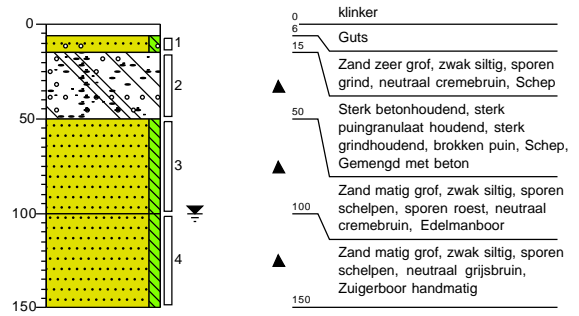 0
50
100
150
1
2
3
4
0
klinker
6
Guts
15
Zand zeer grof, zwak siltig, sporen
grind, neutraal cremebruin, Schep
50
Sterk betonhoudend, sterk
puingranulaat houdend, sterk
grindhoudend, brokken puin, Schep,
Gemengd met beton
100
Zand matig grof, zwak siltig, sporen
schelpen, sporen roest, neutraal
cremebruin, Edelmanboor
150
Zand matig grof, zwak siltig, sporen
schelpen, neutraal grijsbruin,
Zuigerboor handmatig